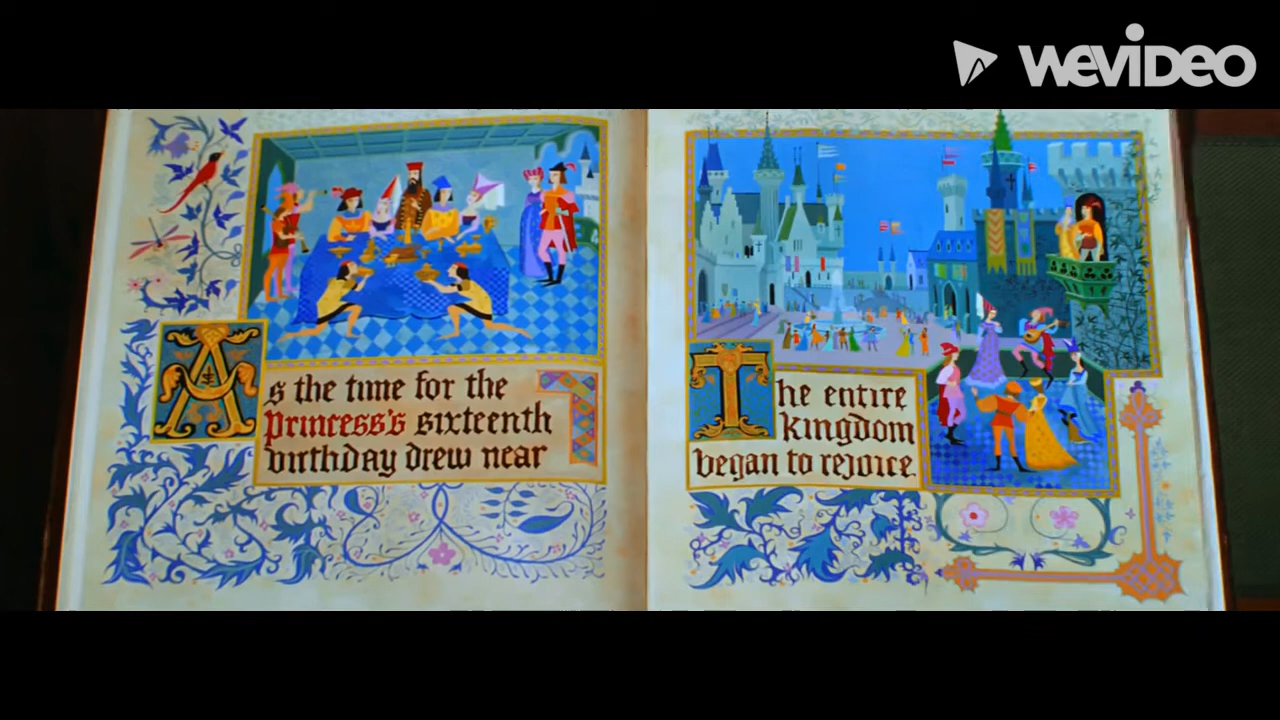 WEVIDEO
As the time for the
Princess's sixteenth
birthday drew near
The entire
kingdom
began to rejoice.